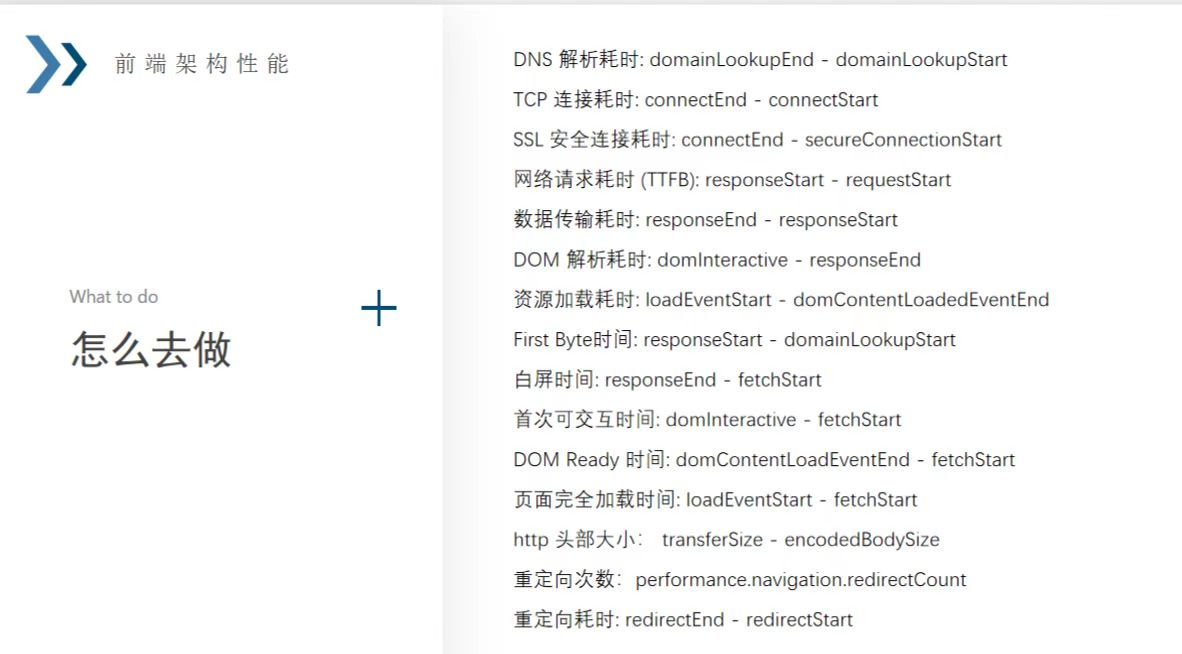 前端架构性能
What to do
怎么去做
DNS 解析耗时: domainLookupEnd - domainLookupStart
TCP 连接耗时: connectEnd - connectStart
SSL 安全连接耗时: connectEnd - secureConnectionStart
网络请求耗时 (TTFB): responseStart - requestStart
数据传输耗时: responseEnd - responseStart
DOM 解析耗时: domInteractive - responseEnd
资源加载耗时: loadEventStart - domContentLoadedEventEnd
First Byte时间: responseStart - domainLookupStart
白屏时间: responseEnd - fetchStart
首次可交互时间: domInteractive - fetchStart
DOM Ready 时间: domContentLoadEventEnd - fetchStart
页面完全加载时间: loadEventStart - fetchStart
http 头部大小： transferSize - encodedBodySize
重定向次数：performance.navigation.redirectCount
重定向耗时: redirectEnd - redirectStart